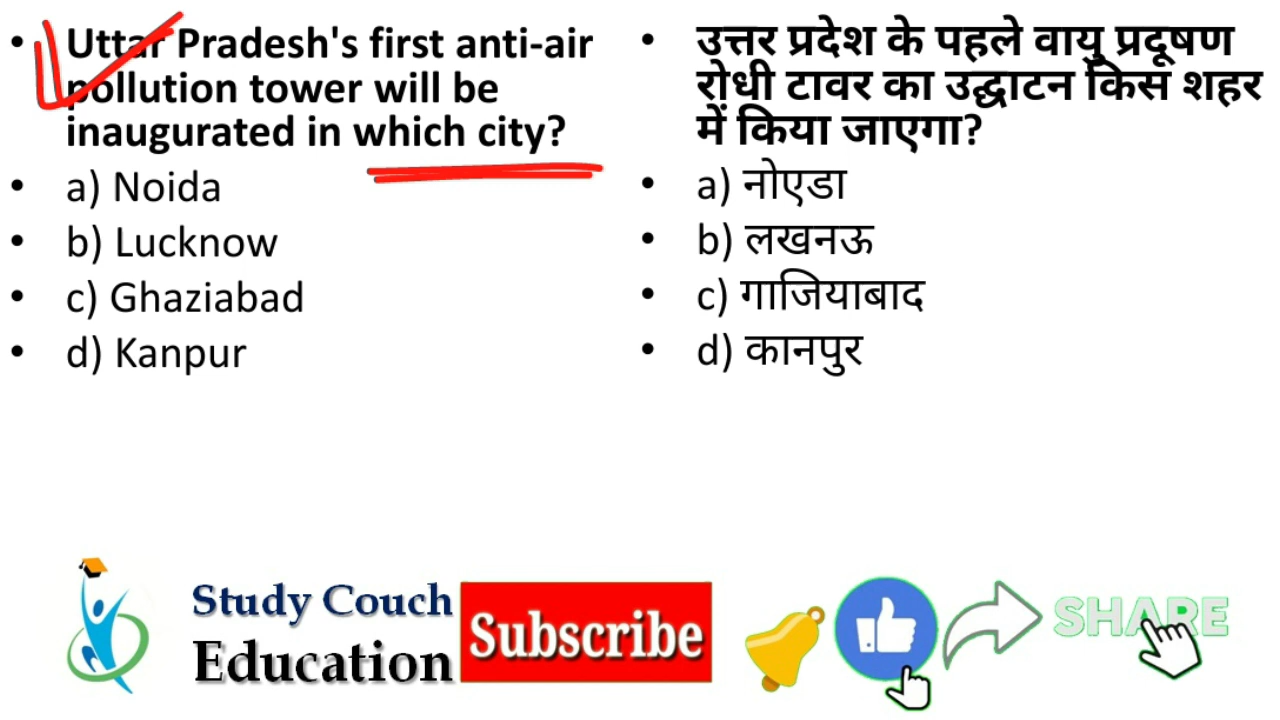 • Uttar Pradesh's first anti-air
pollution tower will be
inaugurated in which city?
• a) Noida
• b) Lucknow
• c) Ghaziabad
• d) Kanpur
• उत्तर प्रदेश के पहले वायु प्रदूषण
रोधी टावर का उद्घाटन किस शहर
में किया जाएगा?
• a) नोएडा
• b) लखनऊ
• c) गाजियाबाद
• d) कानपुर
Study Couch
Education
Subscribe
SHARE